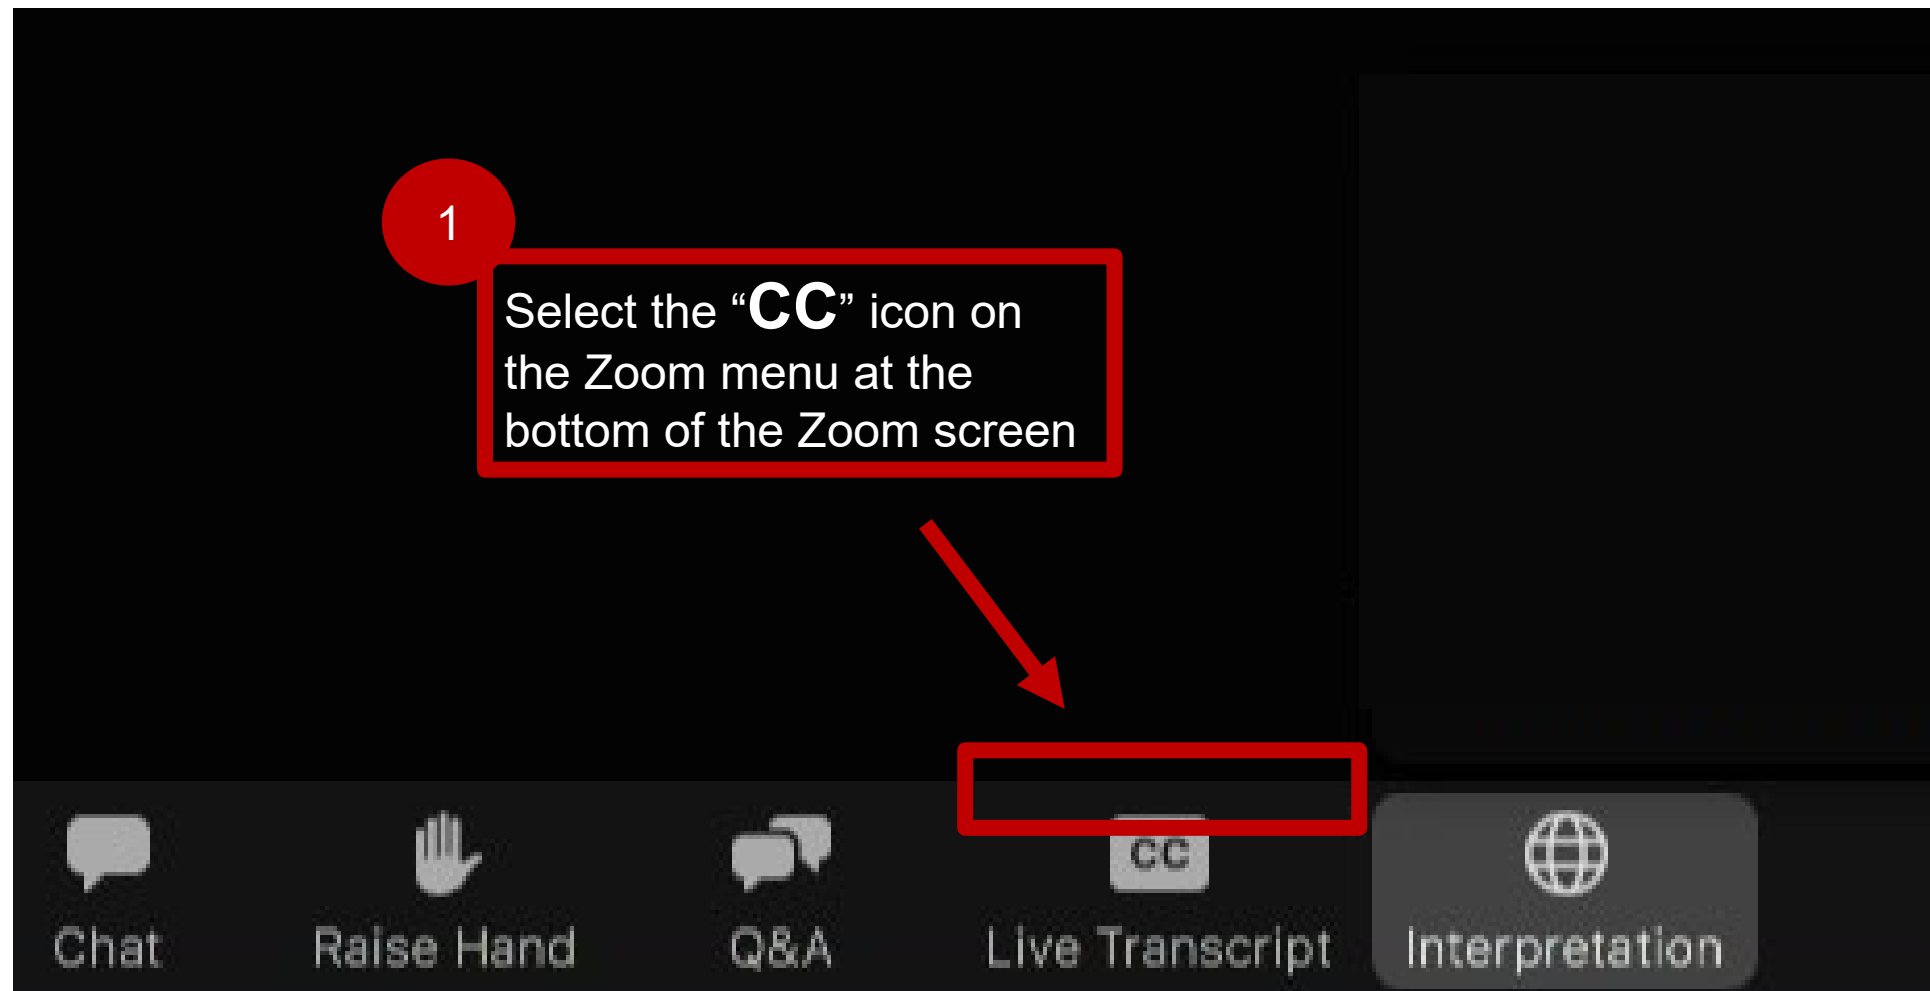 1
Select the “CC” icon on
the Zoom menu at the
bottom of the Zoom screen
CC
Chat
Raise Hand
Q&A
Live Transcript
Interpretation